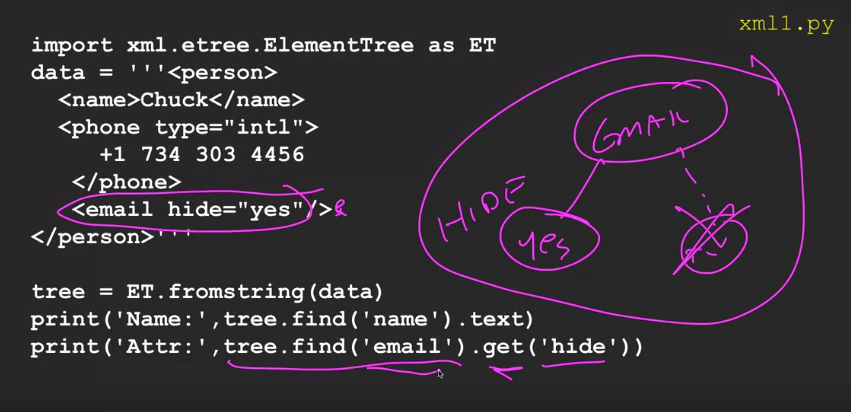 xml1.py
import xml.etree.ElementTree as ET
data = '''<person>
  <name>Chuck</name>
  <phone type="intl">
     +1 734 303 4456
   </phone>
   <email hide="yes"/>
</person>'''
tree = ET.fromstring(data)
print('Name:',tree.find('name').text)
print('Attr:',tree.find('email').get('hide'))
EMAIL
HIDE
yes